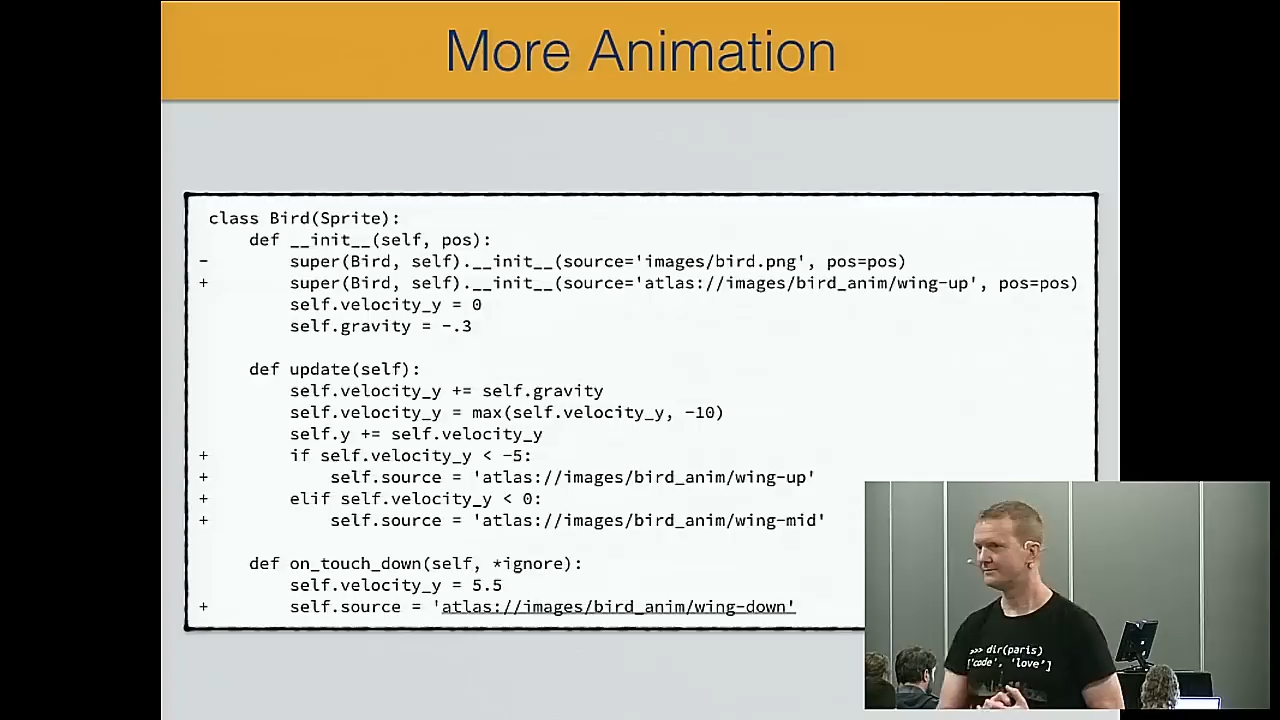 More Animation
class Bird(Sprite):
    def __init__(self, pos):
-        super(Bird, self).__init__(source='images/bird.png', pos=pos)
+        super(Bird, self).__init__(source='atlas://images/bird_anim/wing-up', pos=pos)
        self.velocity_y = 0
        self.gravity = -.3
    def update(self):
        self.velocity_y += self.gravity
        self.velocity_y = max(self.velocity_y, -10)
        self.y += self.velocity_y
+        if self.velocity_y < -5:
+            self.source = 'atlas://images/bird_anim/wing-up'
+        elif self.velocity_y < 0:
+            self.source = 'atlas://images/bird_anim/wing-mid'
    def on_touch_down(self, *ignore):
        self.velocity_y = 5.5
+        self.source = 'atlas://images/bird_anim/wing-down'
>>> dir(paris)
['code', 'love']